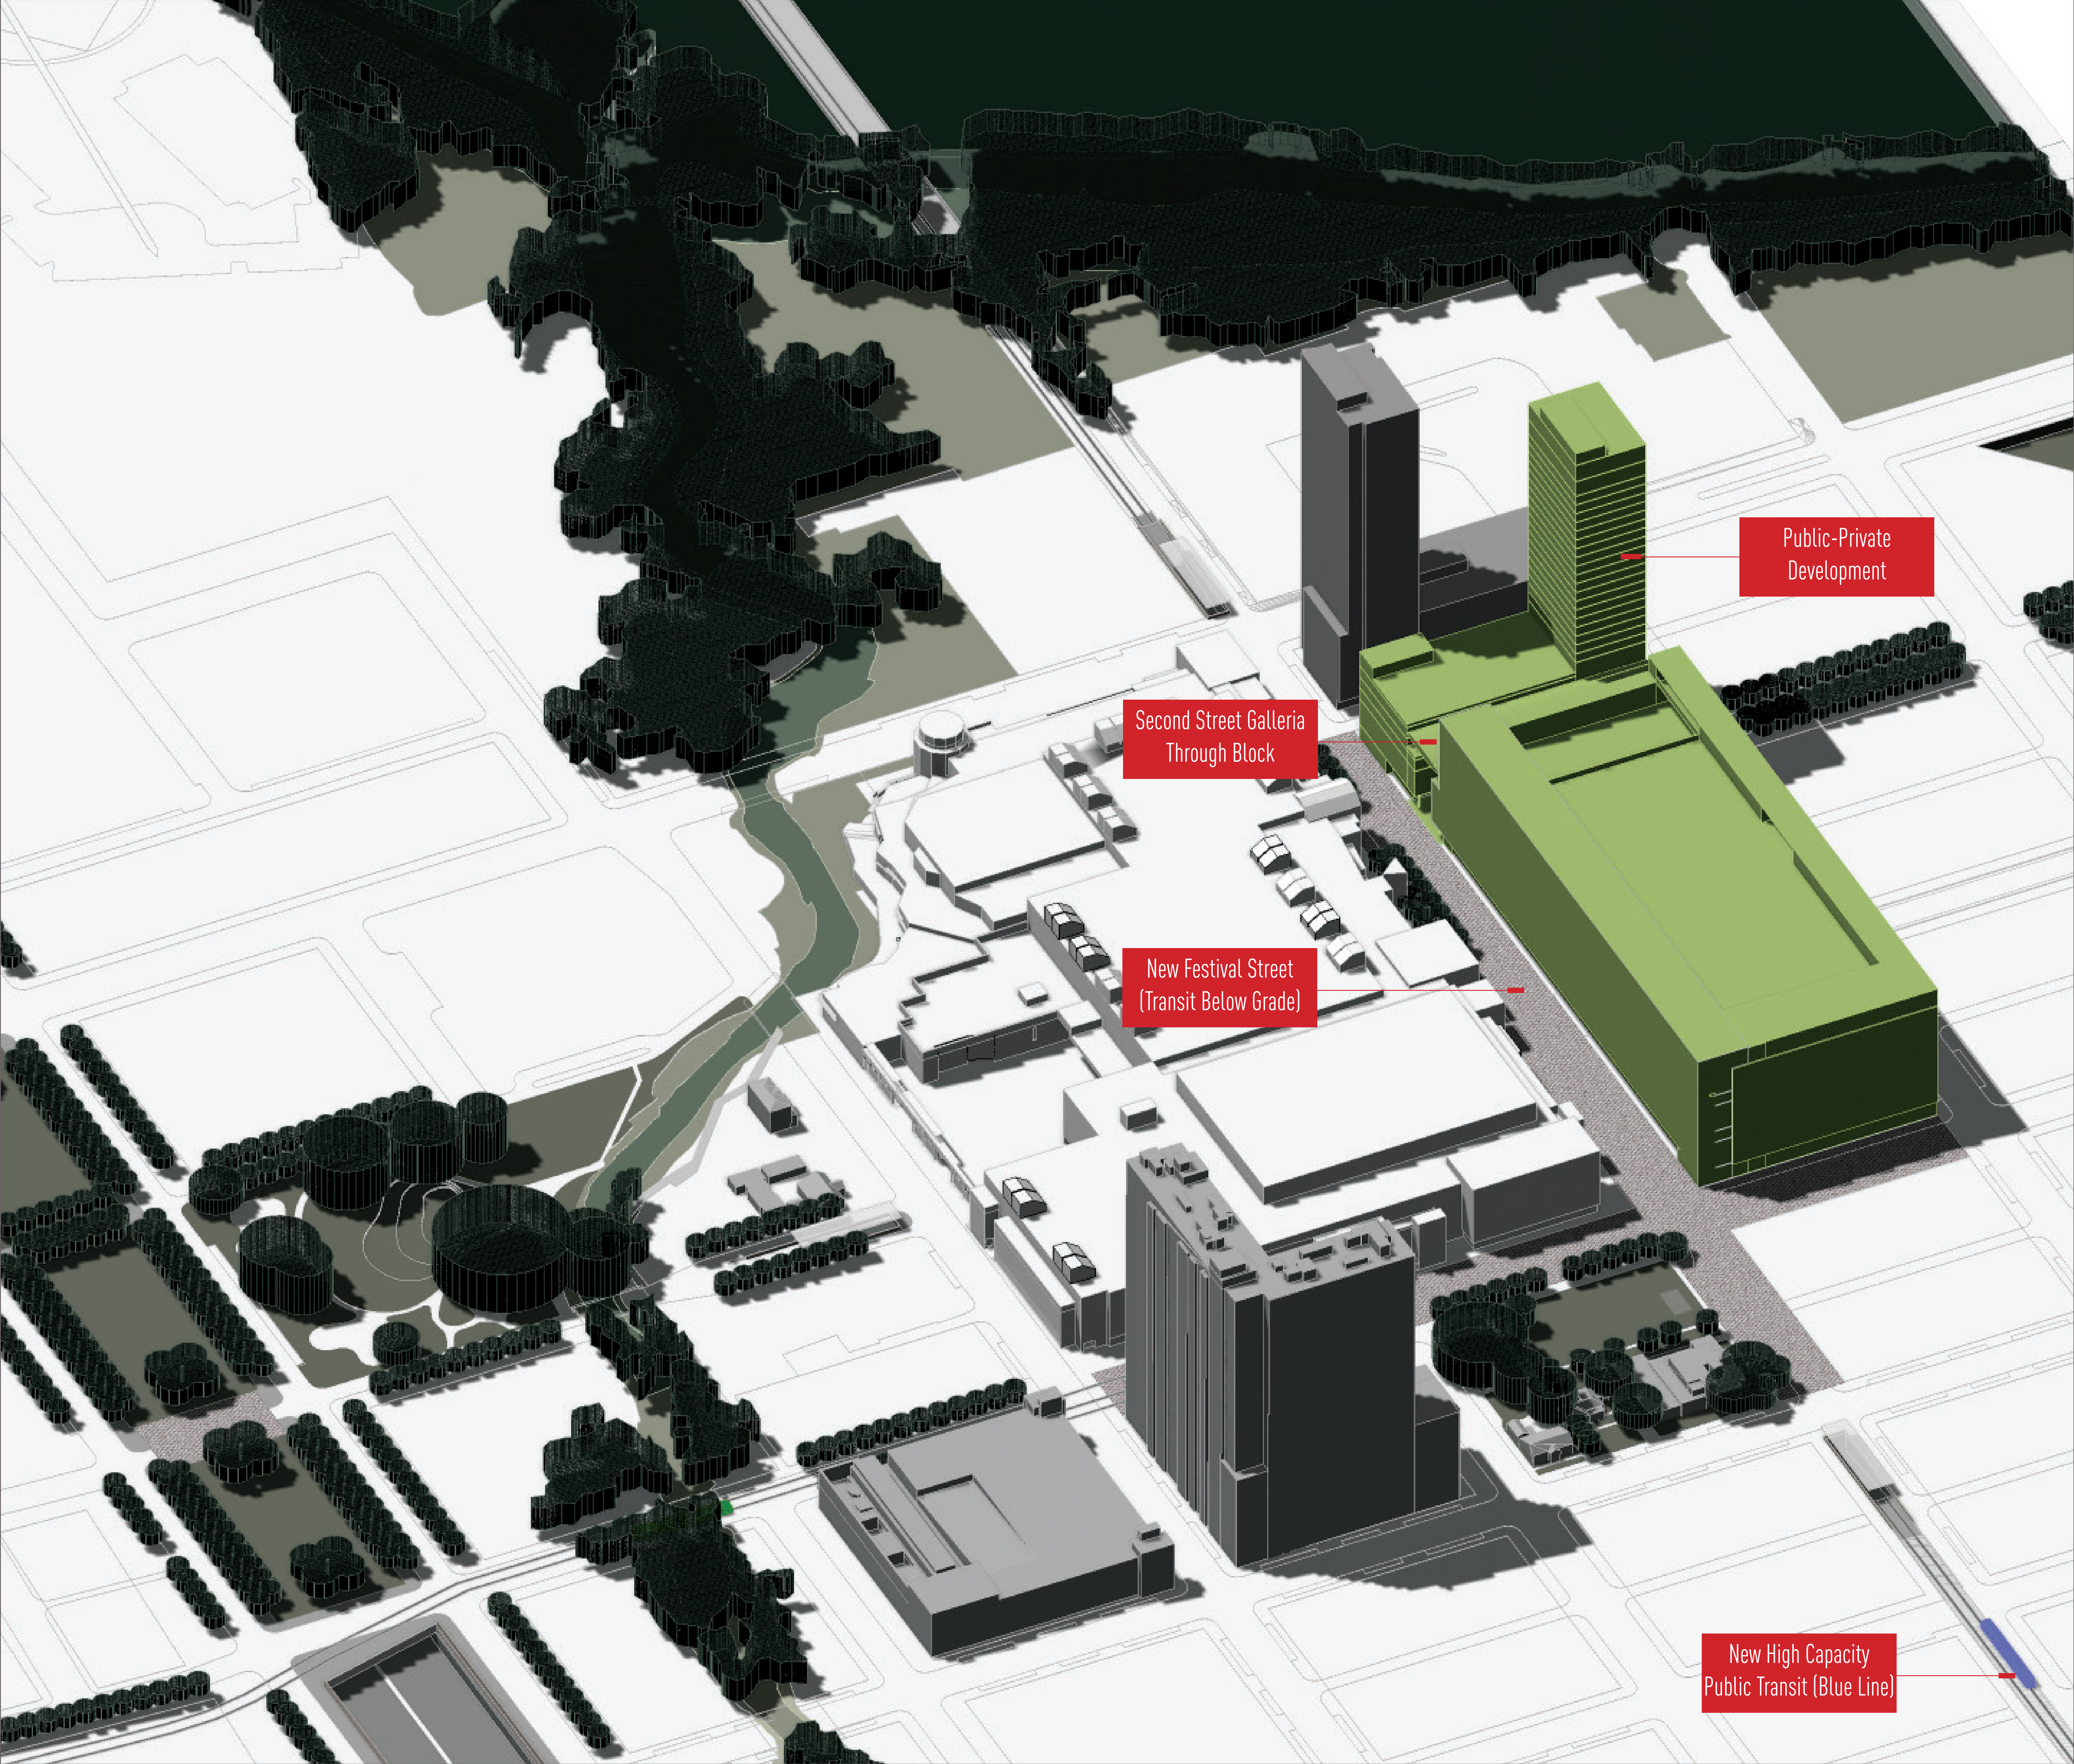 Public-Private
Development
Second Street Galleria
Through Block
New Festival Street
(Transit Below Grade)
New High Capacity
Public Transit (Blue Line)